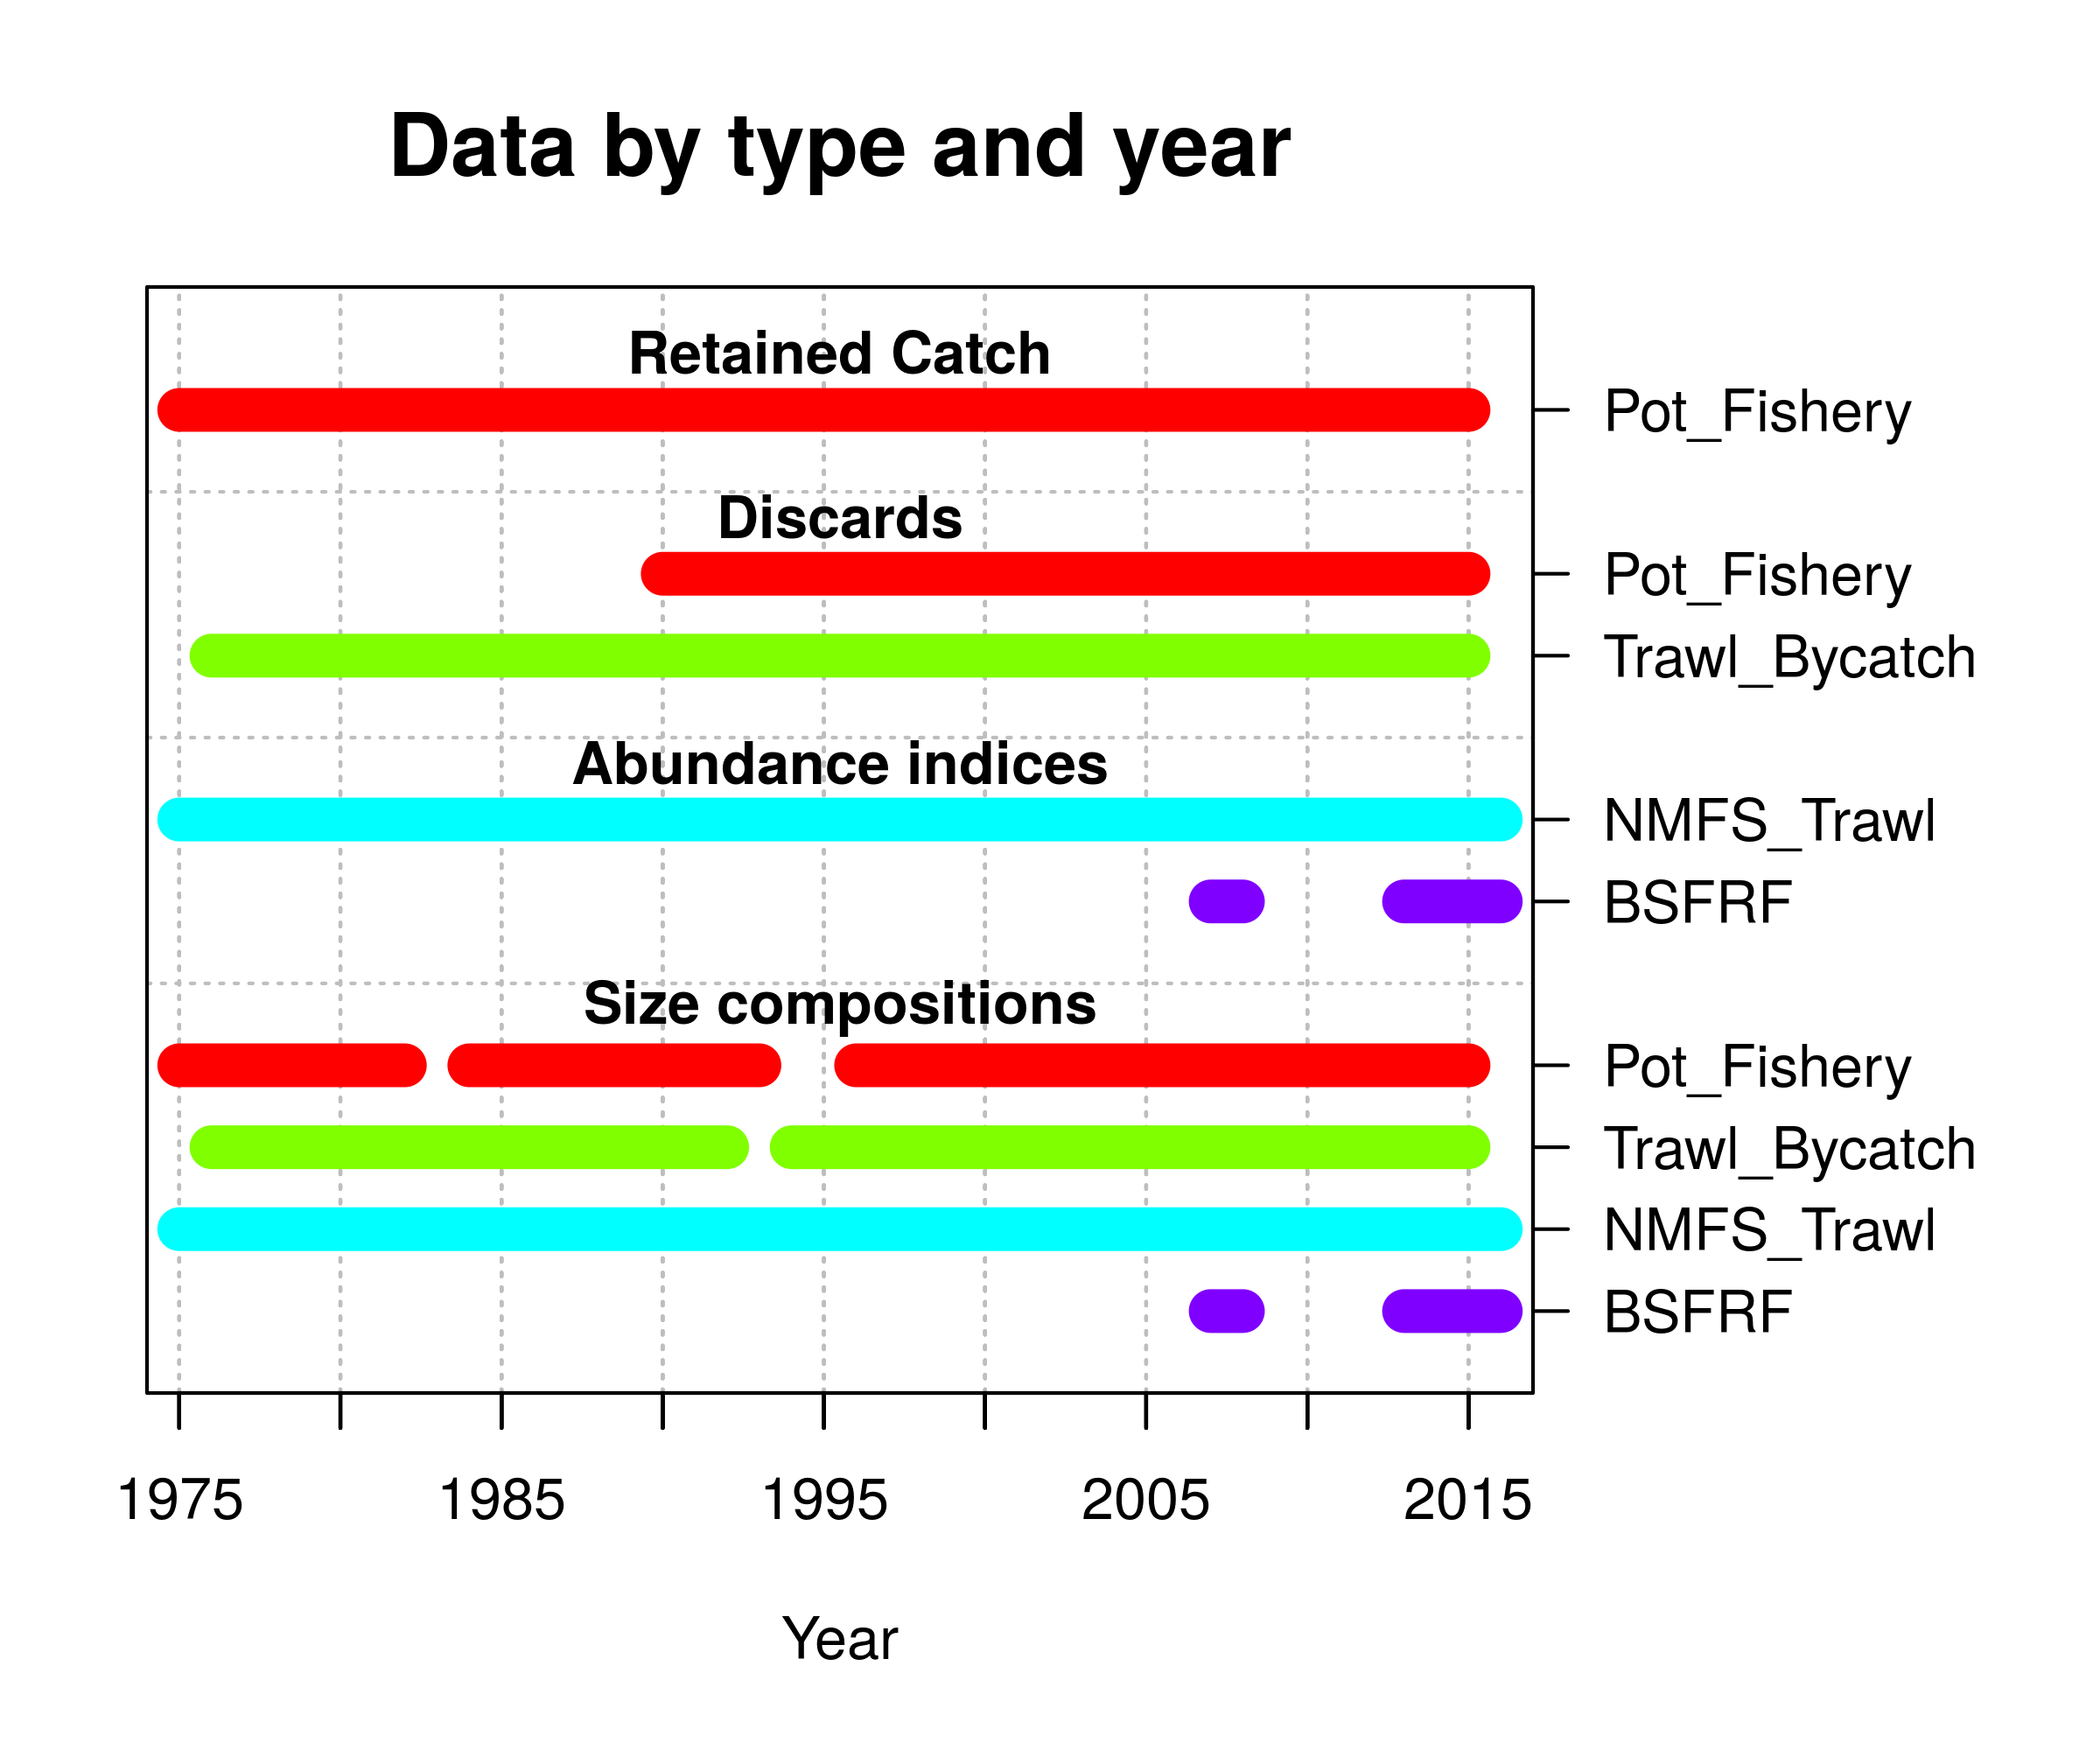 Data by type and year
Retained Catch
Pot_Fishery
Discards
Pot_Fishery
Trawl_Bycatch
Abundance indices
NMFS_Trawl
BSFRF
Size compositions
Pot_Fishery
Trawl_Bycatch
NMFS_Trawl
BSFRF
1975 1985 1995 2005 2015
Year